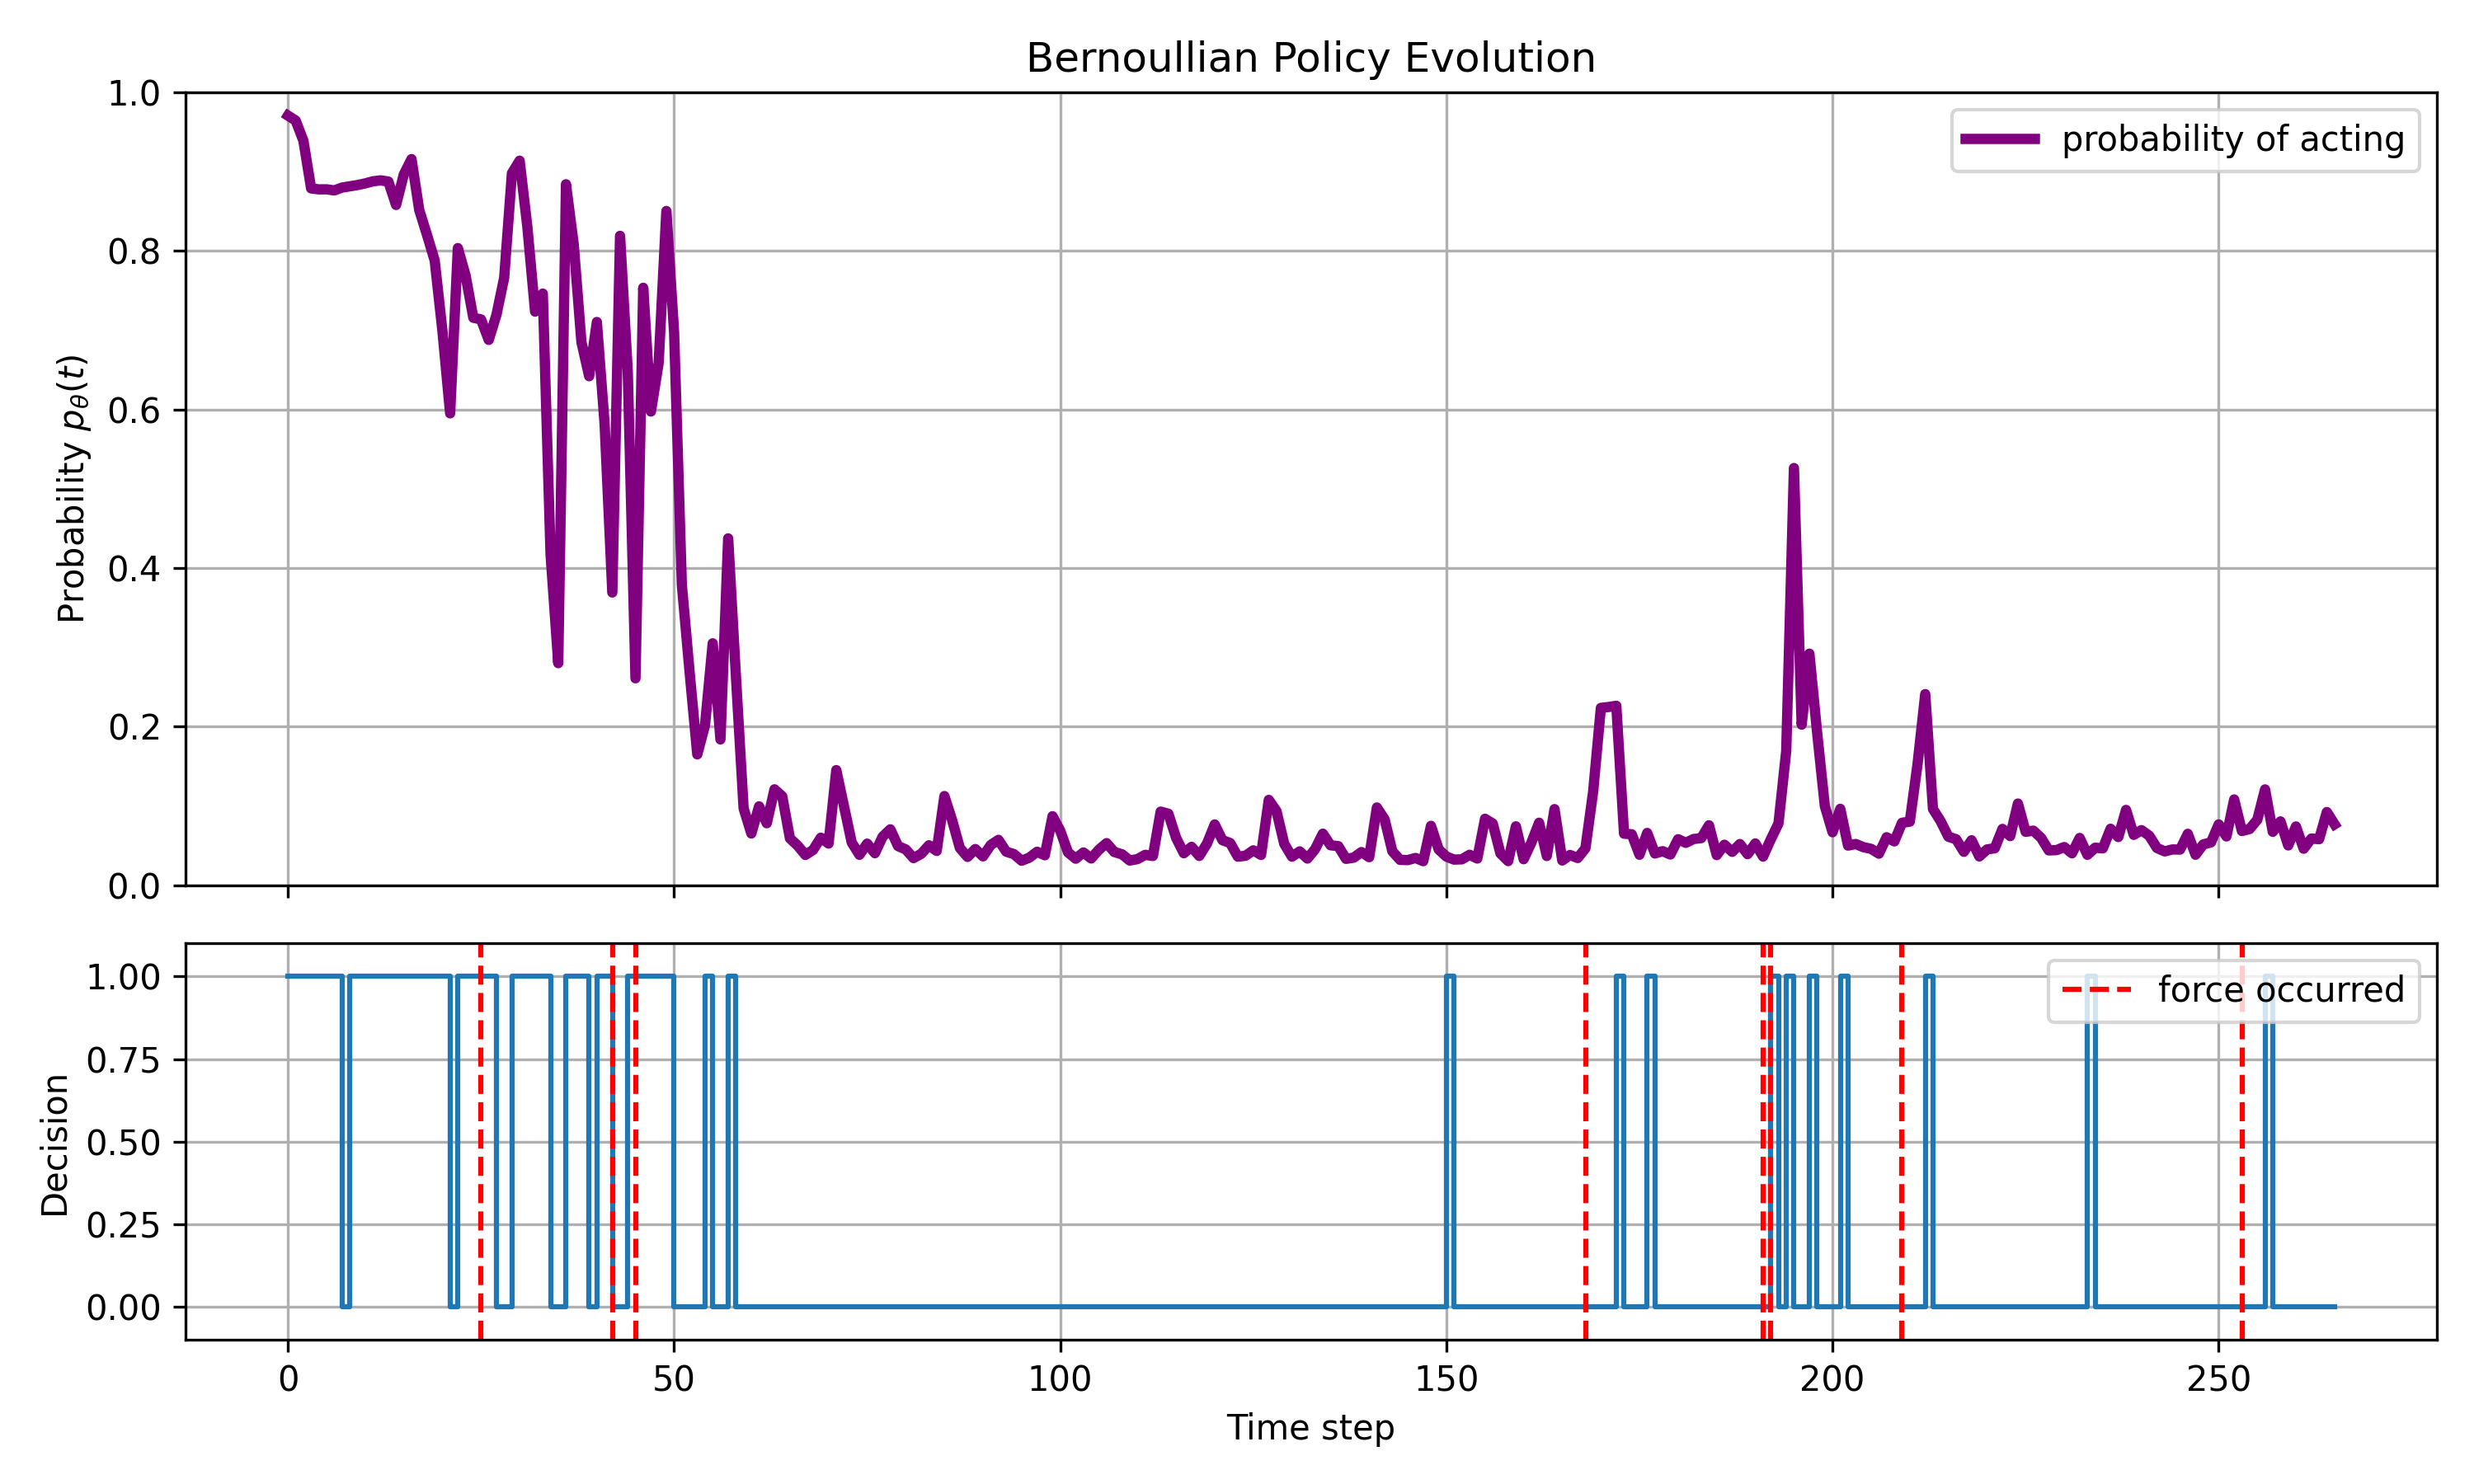 Bernoullian Policy Evolution
1.0
0.8
0.6
0.4
0.2
0.0
Probability pθ(t)
probability of acting
1.00
0.75
0.50
0.25
0.00
Decision
force occurred
0 50 100 150 200 250
Time step